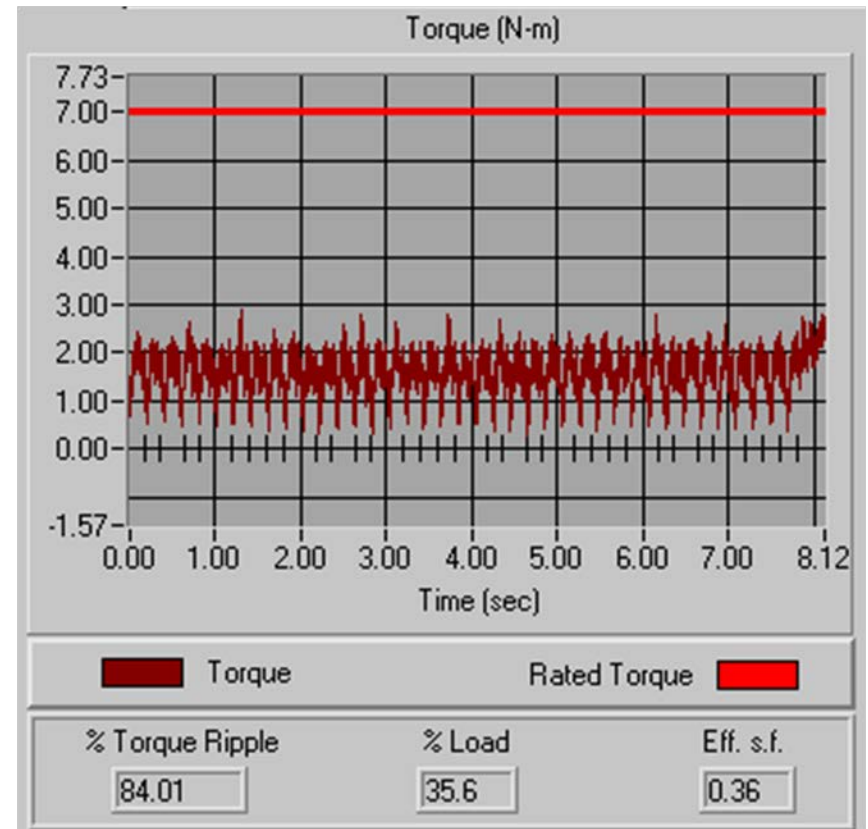 Torque (N-m)
7.73
7.00
6.00
5.00
4.00
3.00
2.00
1.00
0.00
-1.57
0.00 1.00 2.00 3.00 4.00 5.00 6.00 7.00 8.12
Time (sec)
Torque Rated Torque
% Torque Ripple % Load Eff. s.f.
84.01 35.6 0.36